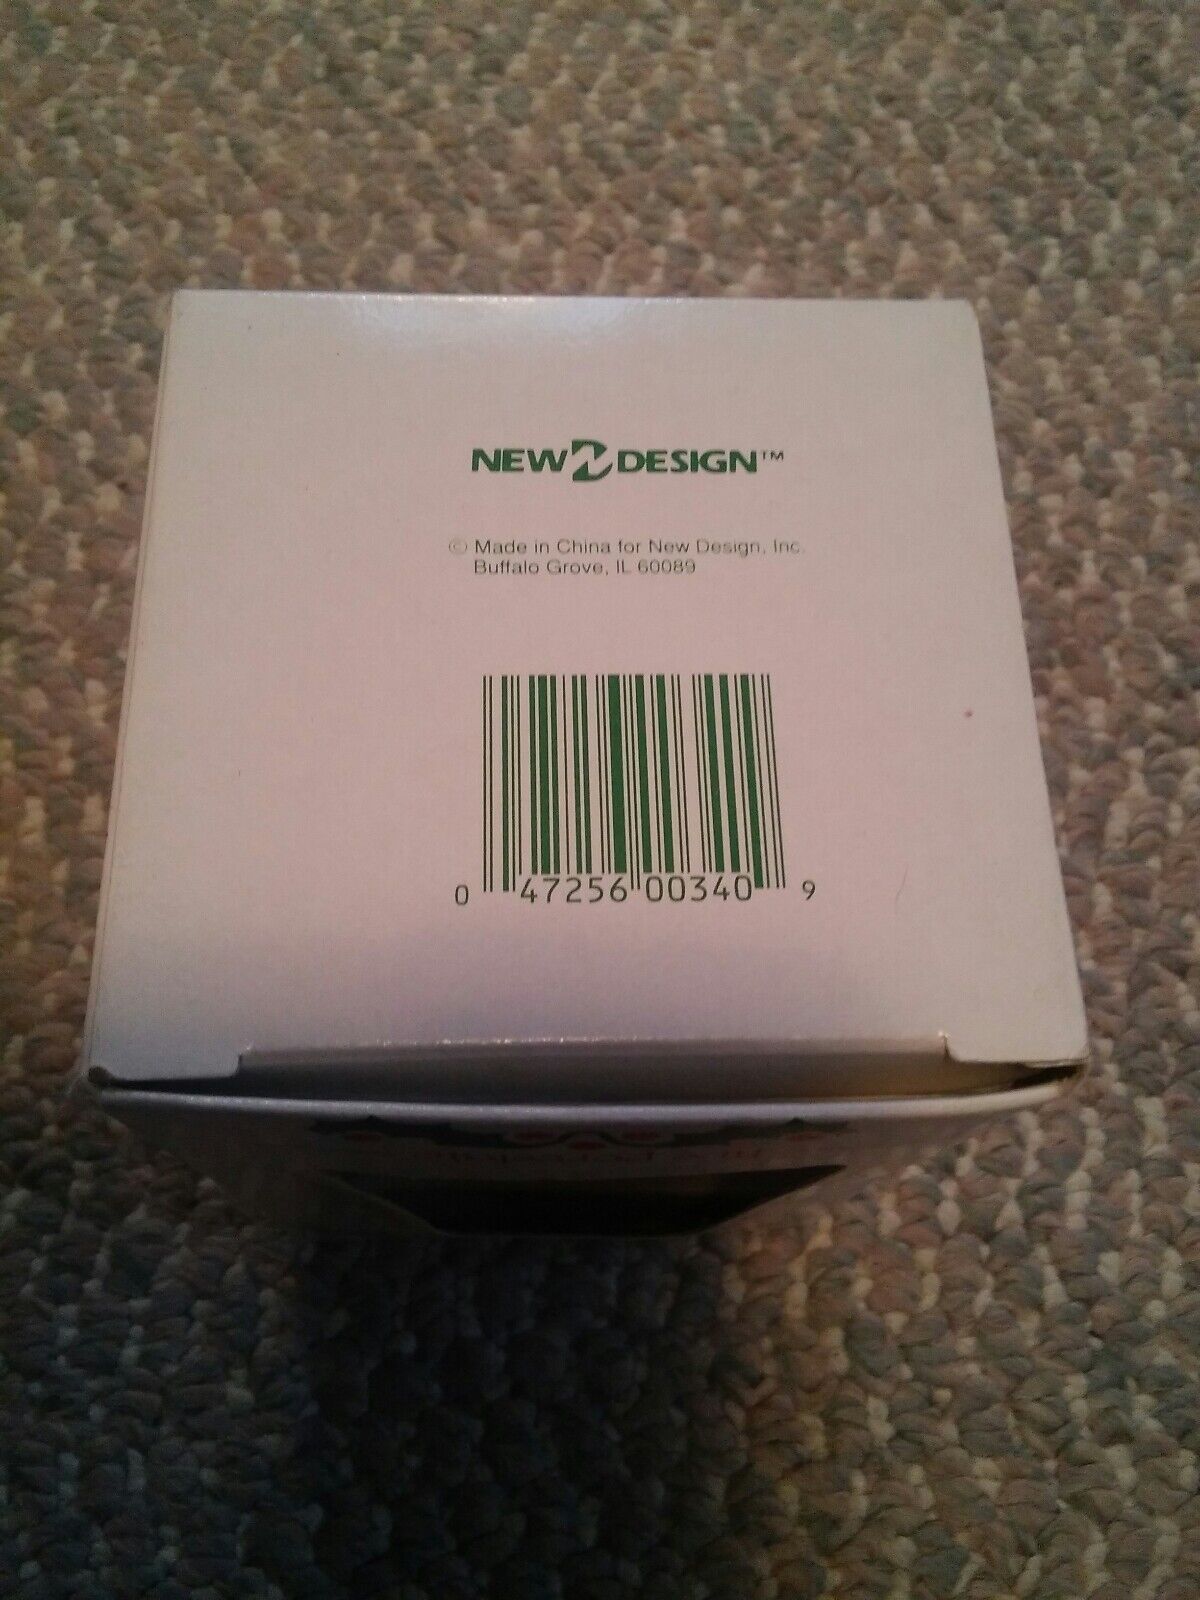 NEW DESIGN™
© Made in China for New Design, Inc.
Buffalo Grove, IL 60089
0 47256 00340 9